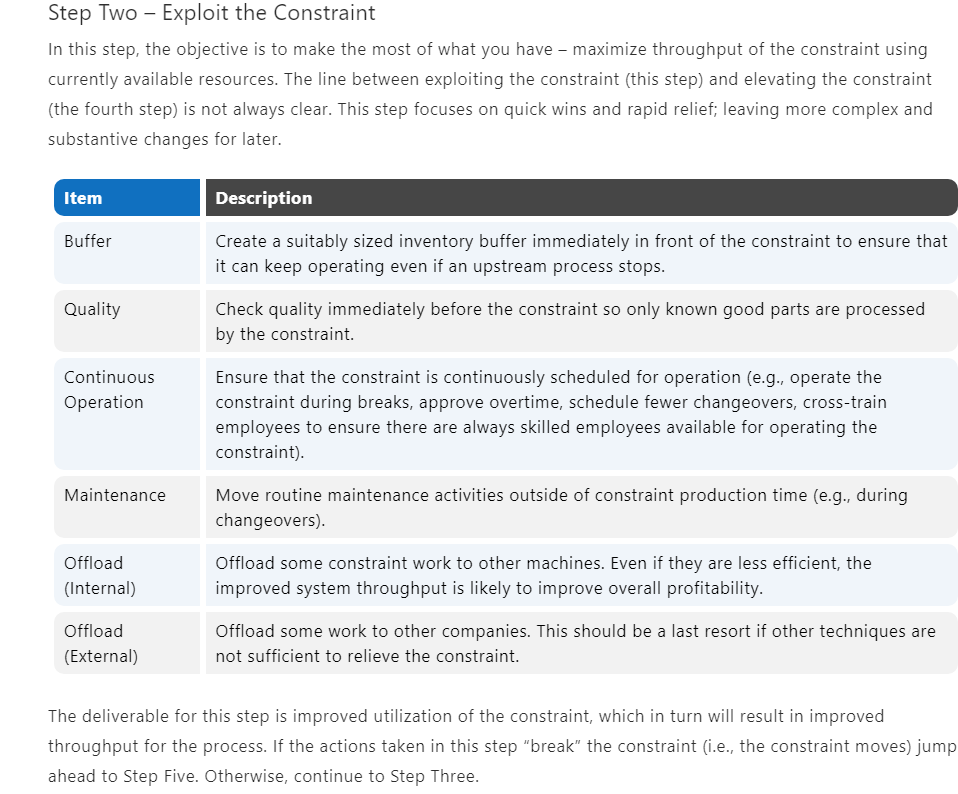 Step Two – Exploit the Constraint
In this step, the objective is to make the most of what you have – maximize throughput of the constraint using
currently available resources. The line between exploiting the constraint (this step) and elevating the constraint
(the fourth step) is not always clear. This step focuses on quick wins and rapid relief; leaving more complex and
substantive changes for later.
Item Description
Buffer Create a suitably sized inventory buffer immediately in front of the constraint to ensure that
it can keep operating even if an upstream process stops.
Quality Check quality immediately before the constraint so only known good parts are processed
by the constraint.
Continuous Ensure that the constraint is continuously scheduled for operation (e.g., operate the
Operation constraint during breaks, approve overtime, schedule fewer changeovers, cross-train
employees to ensure there are always skilled employees available for operating the
constraint).
Maintenance Move routine maintenance activities outside of constraint production time (e.g., during
changeovers).
Offload Offload some constraint work to other machines. Even if they are less efficient, the
(Internal) improved system throughput is likely to improve overall profitability.
Offload Offload some work to other companies. This should be a last resort if other techniques are
(External) not sufficient to relieve the constraint.
The deliverable for this step is improved utilization of the constraint, which in turn will result in improved
throughput for the process. If the actions taken in this step “break” the constraint (i.e., the constraint moves) jump
ahead to Step Five. Otherwise, continue to Step Three.